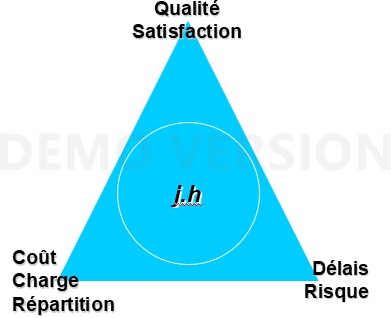 Qualité
Satisfaction
DEMO VERSION
j.h
Coût
Charge
Répartition
Délais
Risque